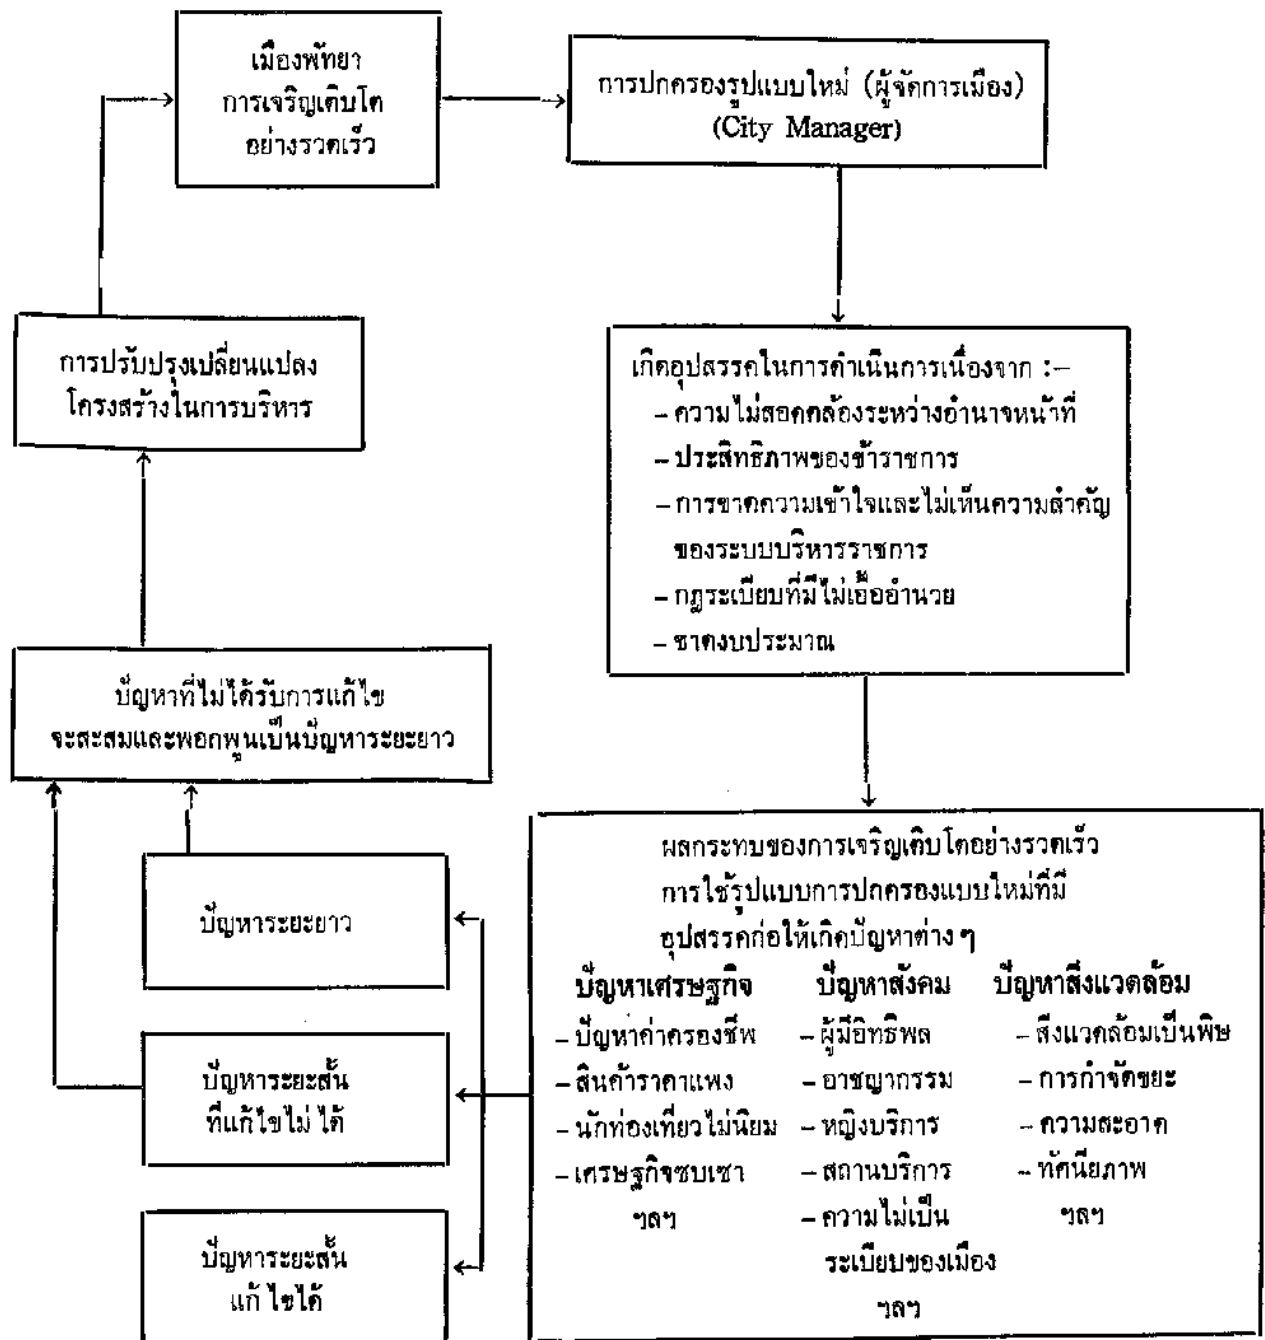 เมืองพัทยา
การเจริญเติบโต
อย่างรวดเร็ว
การปกครองรูปแบบใหม่ (ผู้จัดการเมือง)
(City Manager)
เกิดอุปสรรคในการดำเนินการเนื่องจาก :–
– ความไม่สอดคล้องระหว่างอำนาจหน้าที่
– ประสิทธิภาพของข้าราชการ
– การขาดความเข้าใจและไม่เห็นความสำคัญ
ของระบบบริหารราชการ
– กฎระเบียบที่มีไม่เอื้ออำนวย
– ขาดงบประมาณ
ผลกระทบของการเจริญเติบโตอย่างรวดเร็ว
การใช้รูปแบบการปกครองแบบใหม่ที่มี
อุปสรรคก่อให้เกิดปัญหาต่าง ๆ
ปัญหาเศรษฐกิจ
– ปัญหาค่าครองชีพ
– สินค้าราคาแพง
– นักท่องเที่ยวไม่นิยม
– เศรษฐกิจซบเซา
ฯลฯ
ปัญหาสังคม
– ผู้มีอิทธิพล
– อาชญากรรม
– หญิงบริการ
– สถานบริการ
– ความไม่เป็น
ระเบียบของเมือง
ฯลฯ
ปัญหาสิ่งแวดล้อม
– สิ่งแวดล้อมเป็นพิษ
– การกำจัดขยะ
– ความสะอาด
– ทัศนียภาพ
ฯลฯ
ปัญหาระยะยาว
ปัญหาระยะสั้น
ที่แก้ไขไม่ได้
ปัญหาระยะสั้น
แก้ไขได้
ปัญหาที่ไม่ได้รับการแก้ไข
จะสะสมและพอกพูนเป็นปัญหาระยะยาว
การปรับปรุงเปลี่ยนแปลง
โครงสร้างในการบริหาร